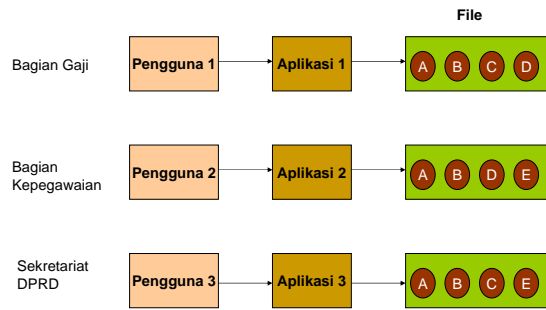 File
Bagian Gaji
Pengguna 1
Aplikasi 1
A B C D
Bagian
Kepegawaian
Pengguna 2
Aplikasi 2
A B D E
Sekretariat
DPRD
Pengguna 3
Aplikasi 3
A B C E